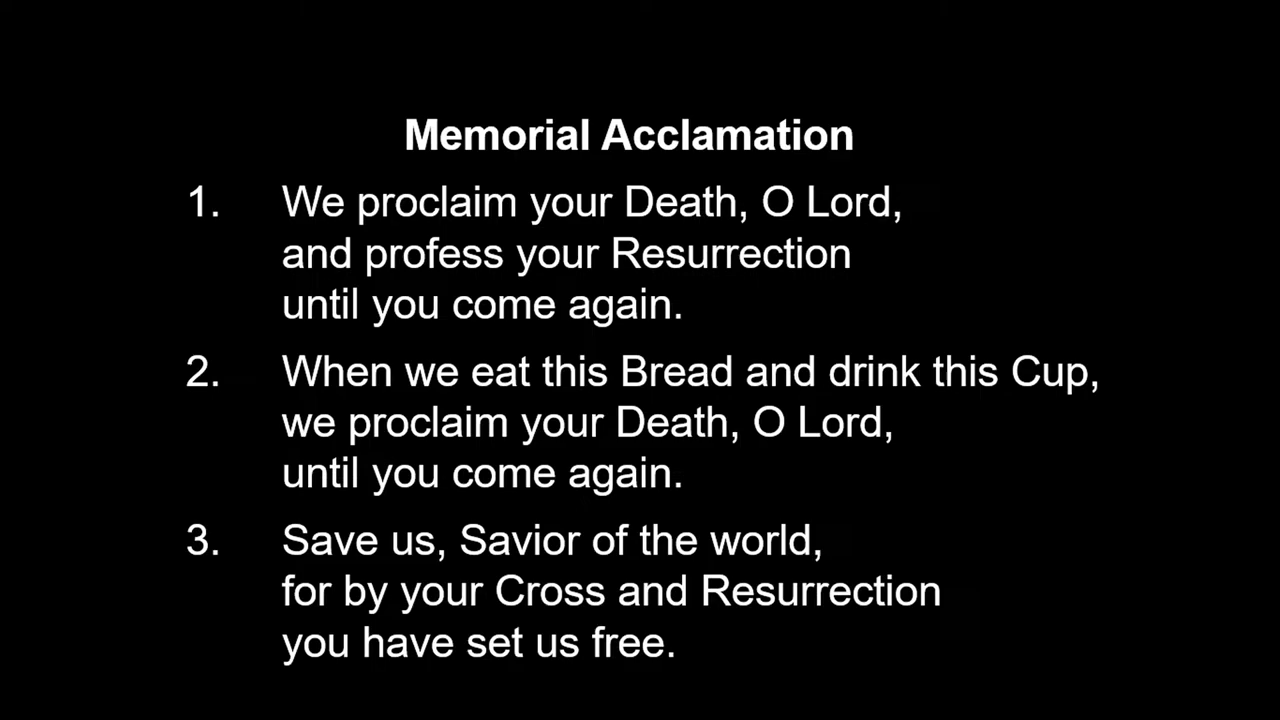 Memorial Acclamation
1. We proclaim your Death, O Lord,
and profess your Resurrection
until you come again.
2. When we eat this Bread and drink this Cup,
we proclaim your Death, O Lord,
until you come again.
3. Save us, Savior of the world,
for by your Cross and Resurrection
you have set us free.